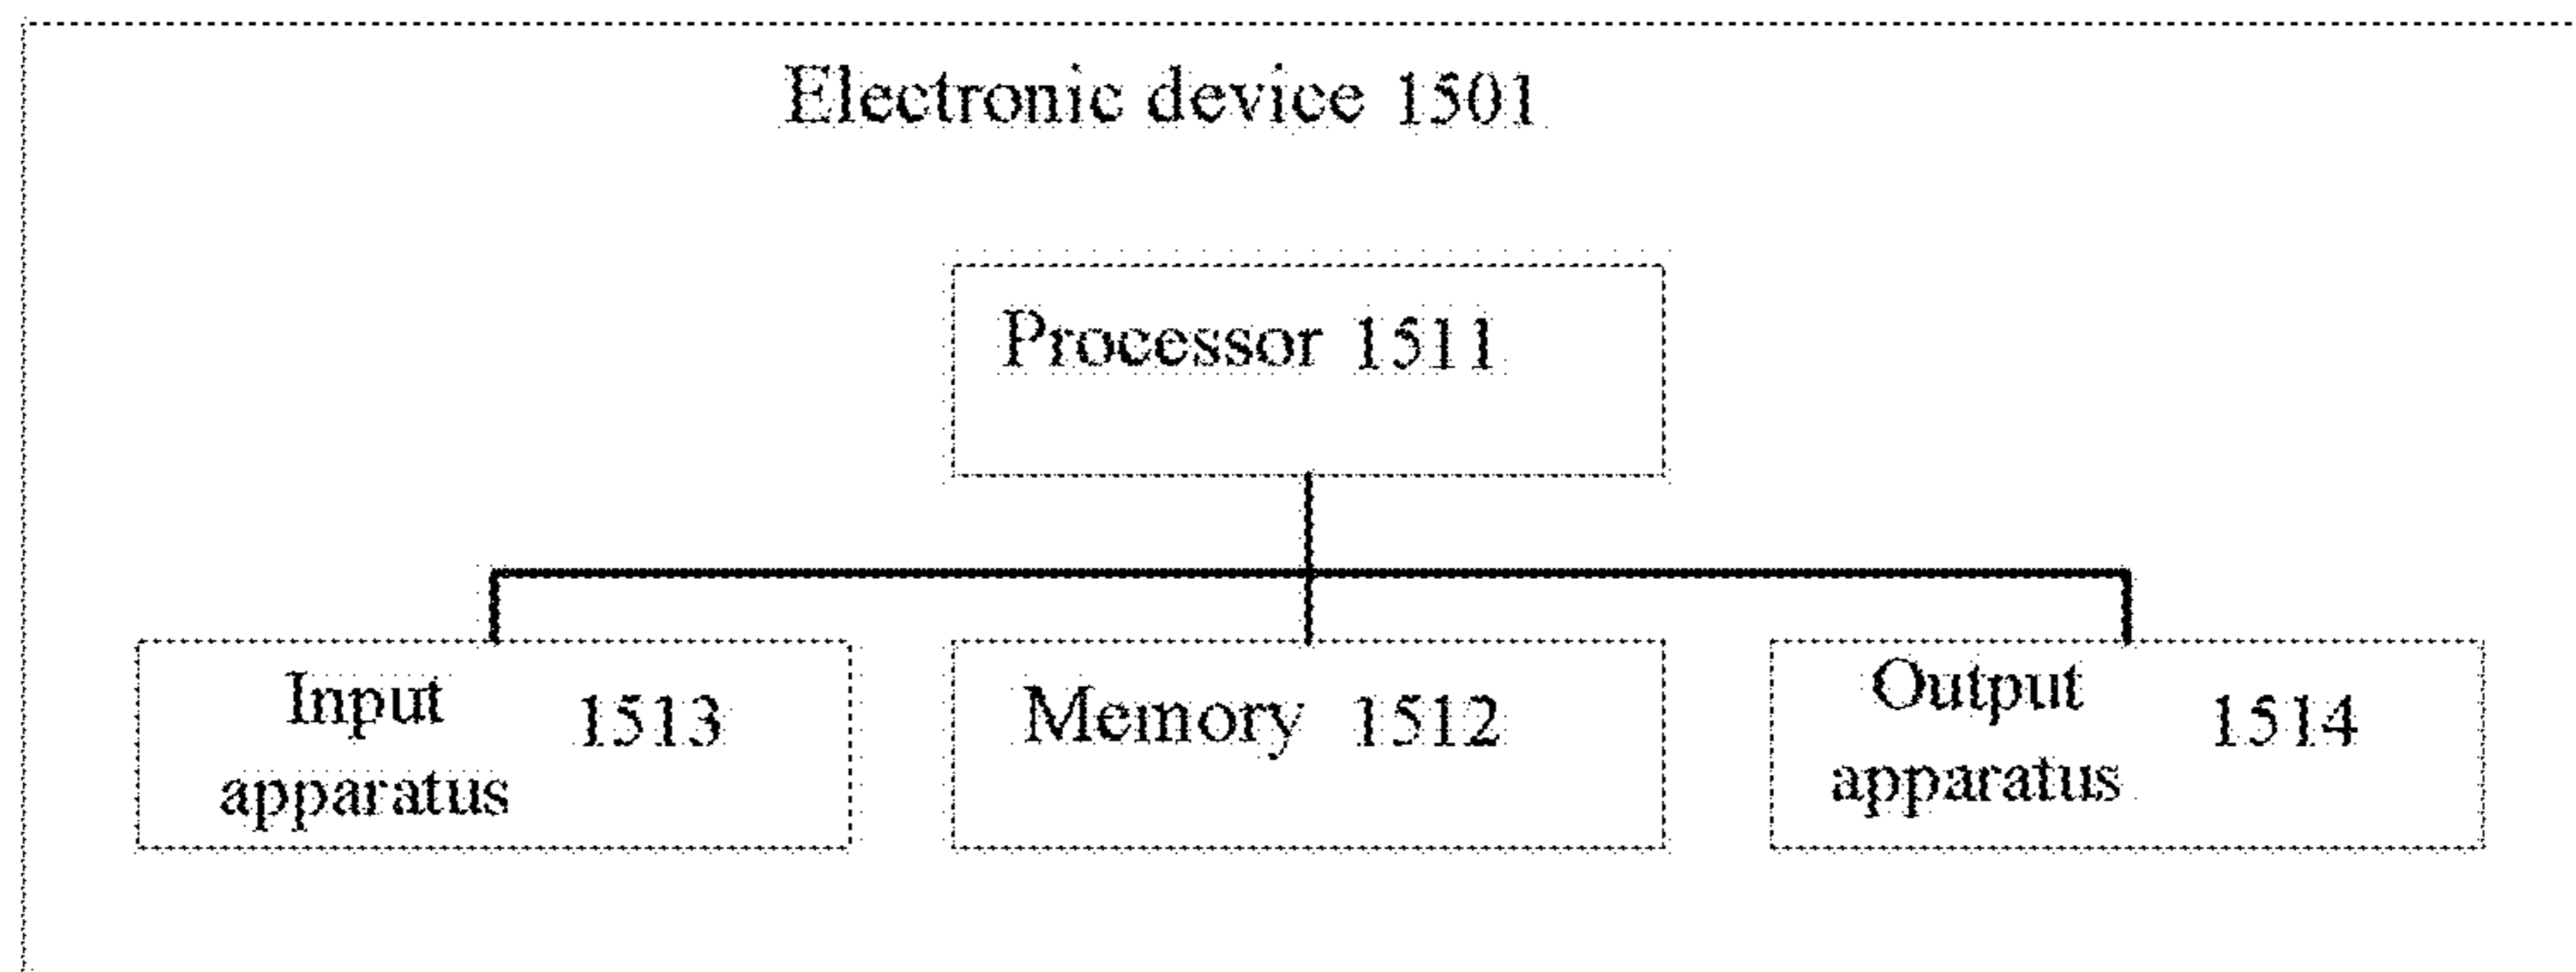 Electronic device 1501
Processor 1511
Input
apparatus
1513
Memory 1512
Output
apparatus
1514